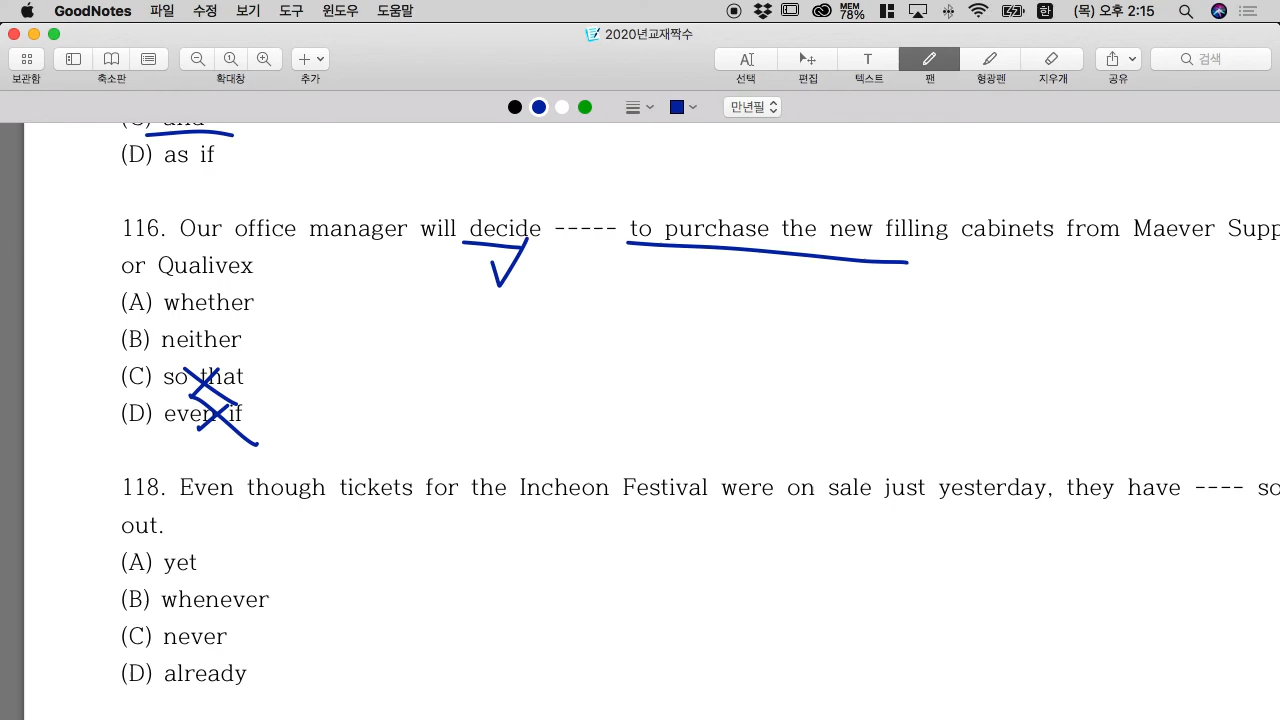 GoodNotes 파일 수정 보기 도구 윈도우 도움말 MEM 78% 한 (목) 오후 2:15
2020년교재짝수
보관함 축소판 확대창 추가 선택 편집 텍스트 펜 형광펜 지우개 공유 검색
만년필
(C) and
(D) as if
116. Our office manager will decide ----- to purchase the new filling cabinets from Maever Supp
or Qualivex
(A) whether
(B) neither
(C) so that
(D) even if
118. Even though tickets for the Incheon Festival were on sale just yesterday, they have ---- so
out.
(A) yet
(B) whenever
(C) never
(D) already